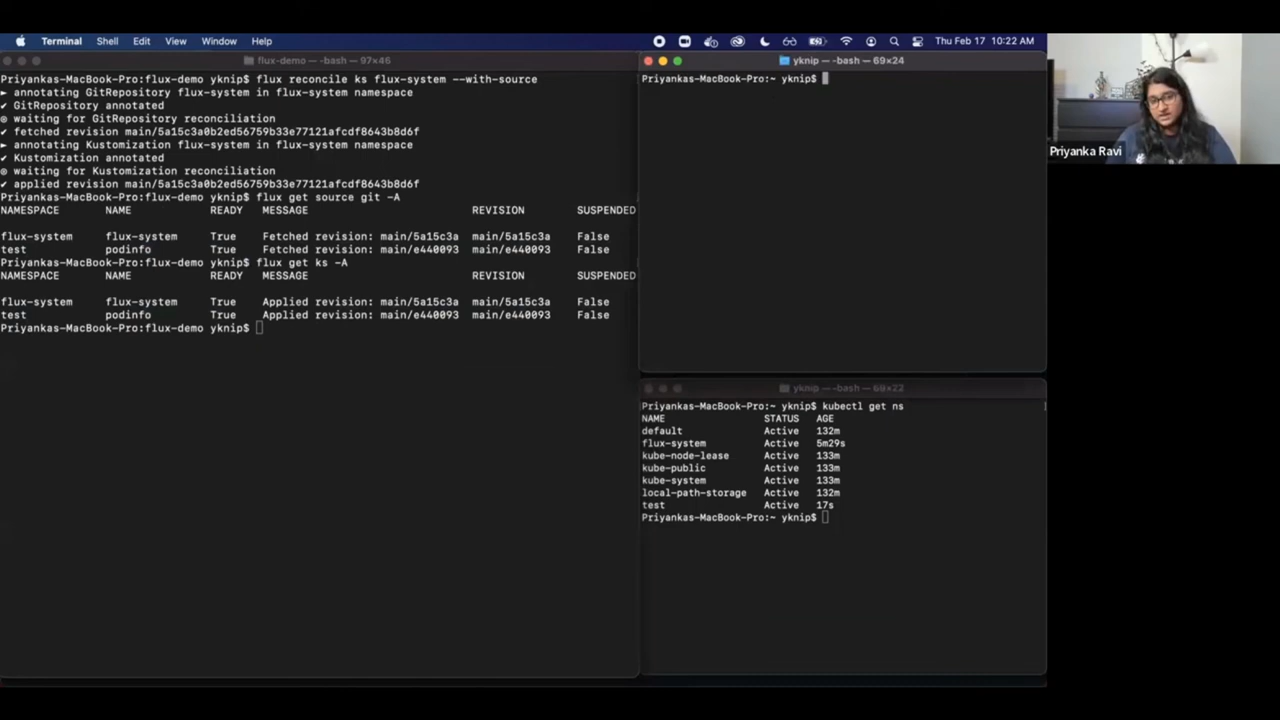 Terminal Shell Edit View Window Help Thu Feb 17 10:22 AM
flux-demo — -bash — 97×46
Priyankas-MacBook-Pro:flux-demo yknip$ flux reconcile ks flux-system --with-source
► annotating GitRepository flux-system in flux-system namespace
✔ GitRepository annotated
◎ waiting for GitRepository reconciliation
✔ fetched revision main/5a15c3a0b2ed56759b33e77121afcdf8643b8d6f
► annotating Kustomization flux-system in flux-system namespace
✔ Kustomization annotated
◎ waiting for Kustomization reconciliation
✔ applied revision main/5a15c3a0b2ed56759b33e77121afcdf8643b8d6f
Priyankas-MacBook-Pro:flux-demo yknip$ flux get source git -A
NAMESPACE NAME READY MESSAGE REVISION SUSPENDED
flux-system flux-system True Fetched revision: main/5a15c3a main/5a15c3a False
test podinfo True Fetched revision: main/e440093 main/e440093 False
Priyankas-MacBook-Pro:flux-demo yknip$ flux get ks -A
NAMESPACE NAME READY MESSAGE REVISION SUSPENDED
flux-system flux-system True Applied revision: main/5a15c3a main/5a15c3a False
test podinfo True Applied revision: main/e440093 main/e440093 False
Priyankas-MacBook-Pro:flux-demo yknip$
yknip — -bash — 69×24
Priyankas-MacBook-Pro:~ yknip$
yknip — -bash — 69×22
Priyankas-MacBook-Pro:~ yknip$ kubectl get ns
NAME STATUS AGE
default Active 132m
flux-system Active 5m29s
kube-node-lease Active 133m
kube-public Active 133m
kube-system Active 133m
local-path-storage Active 132m
test Active 17s
Priyankas-MacBook-Pro:~ yknip$
Priyanka Ravi